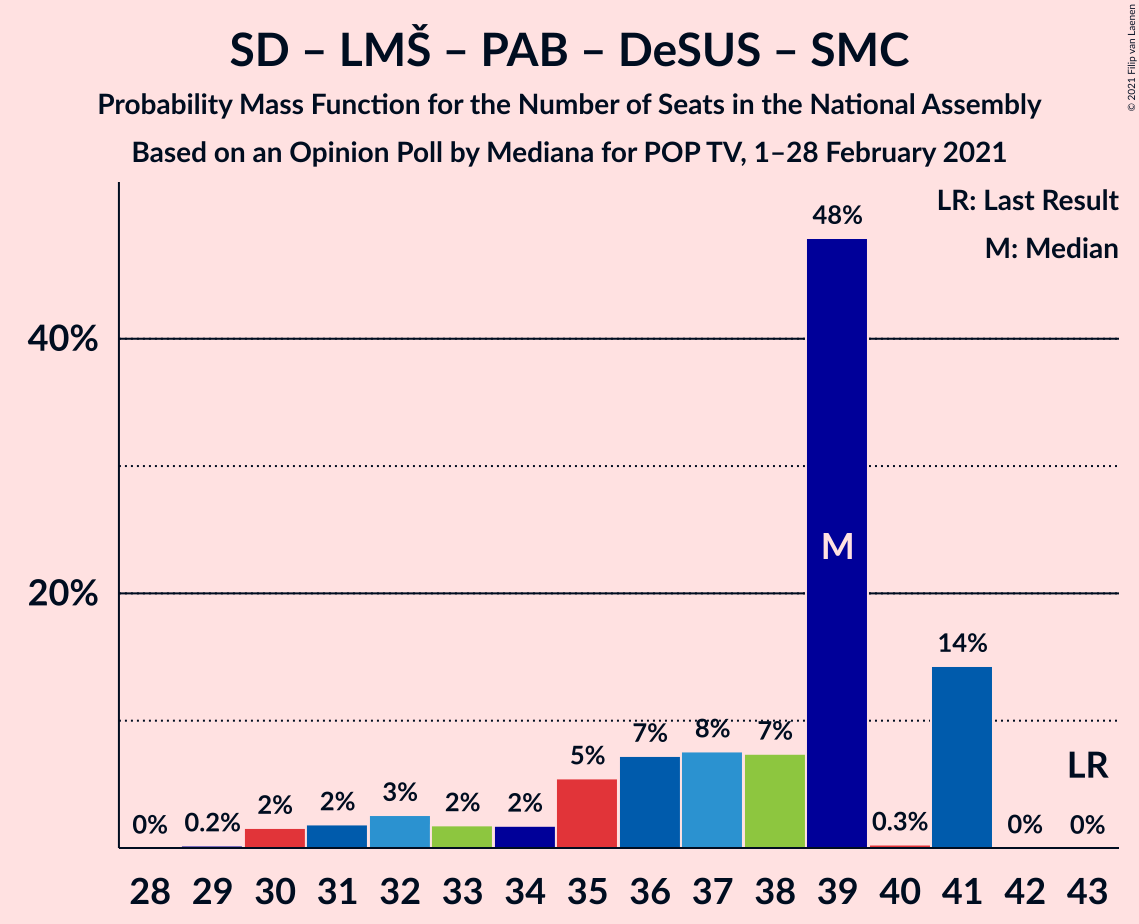 SD – LMŠ – PAB – DeSUS – SMC
Probability Mass Function for the Number of Seats in the National Assembly
Based on an Opinion Poll by Mediana for POP TV, 1–28 February 2021
© 2021 Filip van Laenen
LR: Last Result
M: Median
40%
20%
0%
0.2%
2%
2%
3%
2%
2%
5%
7%
8%
7%
48%
M
0.3%
14%
0%
LR
0%
28 29 30 31 32 33 34 35 36 37 38 39 40 41 42 43